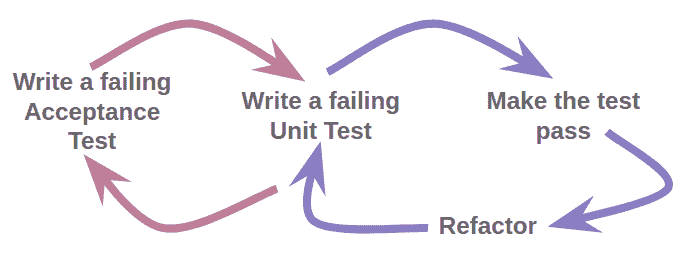 Write a failing
Acceptance
Test
Write a failing
Unit Test
Make the test
pass
Refactor